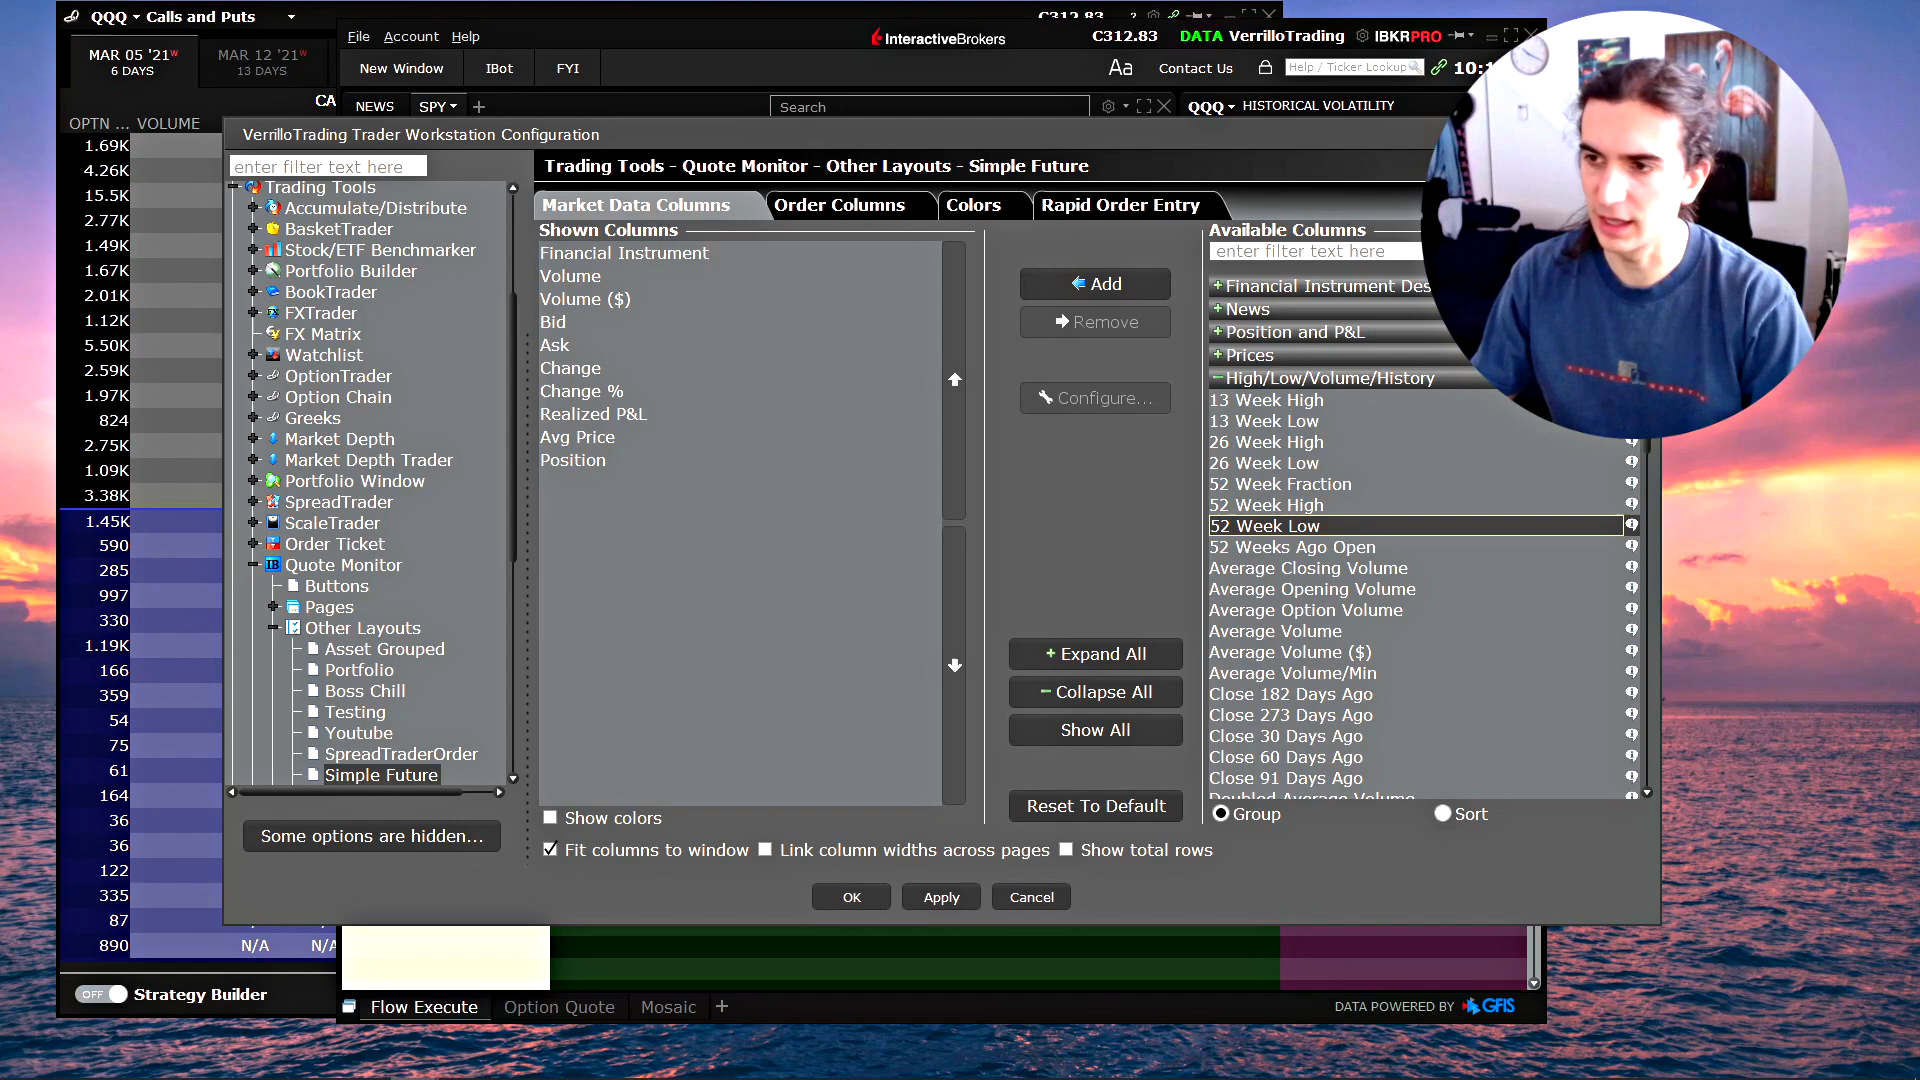 QQQ Calls and Puts
C312.83
MAR 05 '21 W
6 DAYS
MAR 12 '21 W
13 DAYS
File Account Help
InteractiveBrokers
C312.83 DATA VerrilloTrading IBKRPRO
New Window IBot FYI
Aa Contact Us Help / Ticker Lookup 10:
NEWS SPY + Search QQQ HISTORICAL VOLATILITY
CA
OPTN ... VOLUME
1.69K
4.26K
15.5K
2.77K
1.49K
1.67K
2.01K
1.12K
5.50K
2.59K
1.97K
824
2.75K
1.09K
3.38K
1.45K
590
285
997
330
1.19K
166
359
54
75
61
164
36
36
122
335
87
890 N/A N/A
OFF Strategy Builder
VerrilloTrading Trader Workstation Configuration
enter filter text here
Trading Tools
Accumulate/Distribute
BasketTrader
Stock/ETF Benchmarker
Portfolio Builder
BookTrader
FXTrader
FX Matrix
Watchlist
OptionTrader
Option Chain
Greeks
Market Depth
Market Depth Trader
Portfolio Window
SpreadTrader
ScaleTrader
Order Ticket
IB Quote Monitor
Buttons
Pages
Other Layouts
Asset Grouped
Portfolio
Boss Chill
Testing
Youtube
SpreadTraderOrder
Simple Future
Some options are hidden...
Trading Tools - Quote Monitor - Other Layouts - Simple Future
Market Data Columns Order Columns Colors Rapid Order Entry
Shown Columns
Financial Instrument
Volume
Volume ($)
Bid
Ask
Change
Change %
Realized P&L
Avg Price
Position
Add
Remove
Configure...
+ Expand All
Collapse All
Show All
Reset To Default
Available Columns
enter filter text here
+Financial Instrument Des
+News
+Position and P&L
+Prices
−High/Low/Volume/History
13 Week High
13 Week Low
26 Week High
26 Week Low
52 Week Fraction
52 Week High
52 Week Low
52 Weeks Ago Open
Average Closing Volume
Average Opening Volume
Average Option Volume
Average Volume
Average Volume ($)
Average Volume/Min
Close 182 Days Ago
Close 273 Days Ago
Close 30 Days Ago
Close 60 Days Ago
Close 91 Days Ago
Doubled Average Volume
Group Sort
Show colors
Fit columns to window Link column widths across pages Show total rows
OK Apply Cancel
Flow Execute Option Quote Mosaic +
DATA POWERED BY GFIS